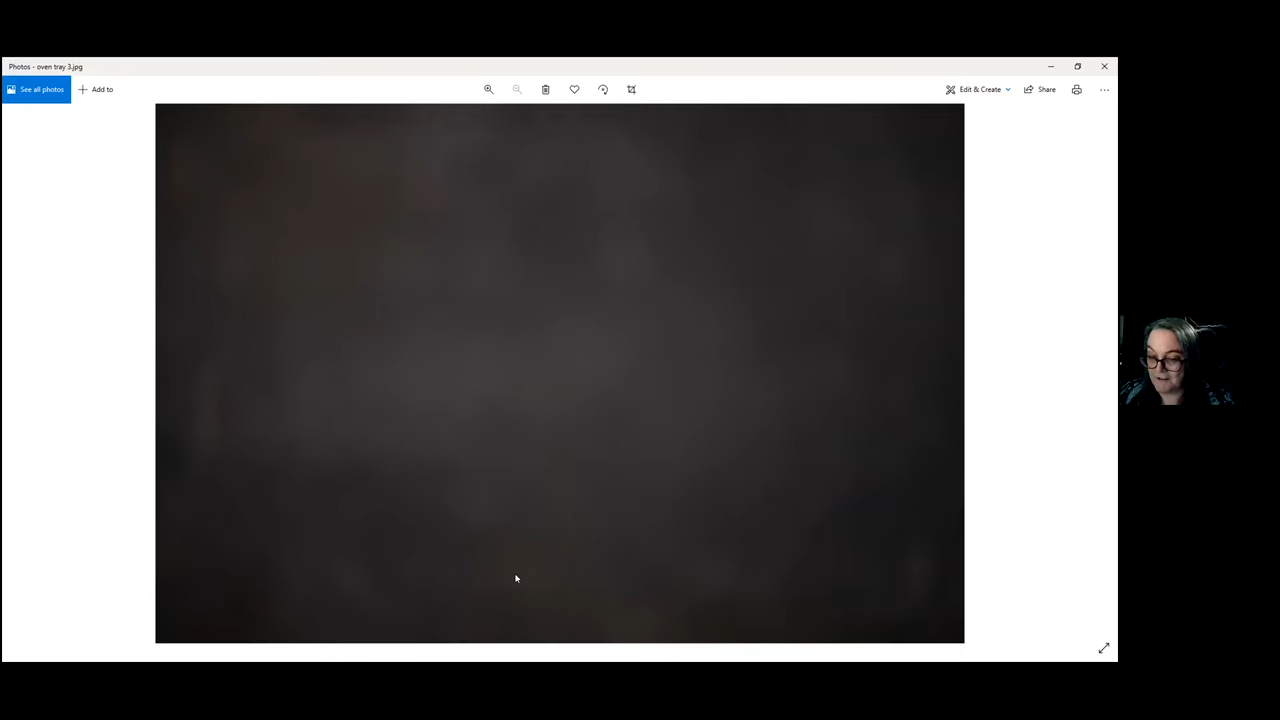 Photos - oven tray 3.jpg
See all photos
Add to
Edit & Create
Share